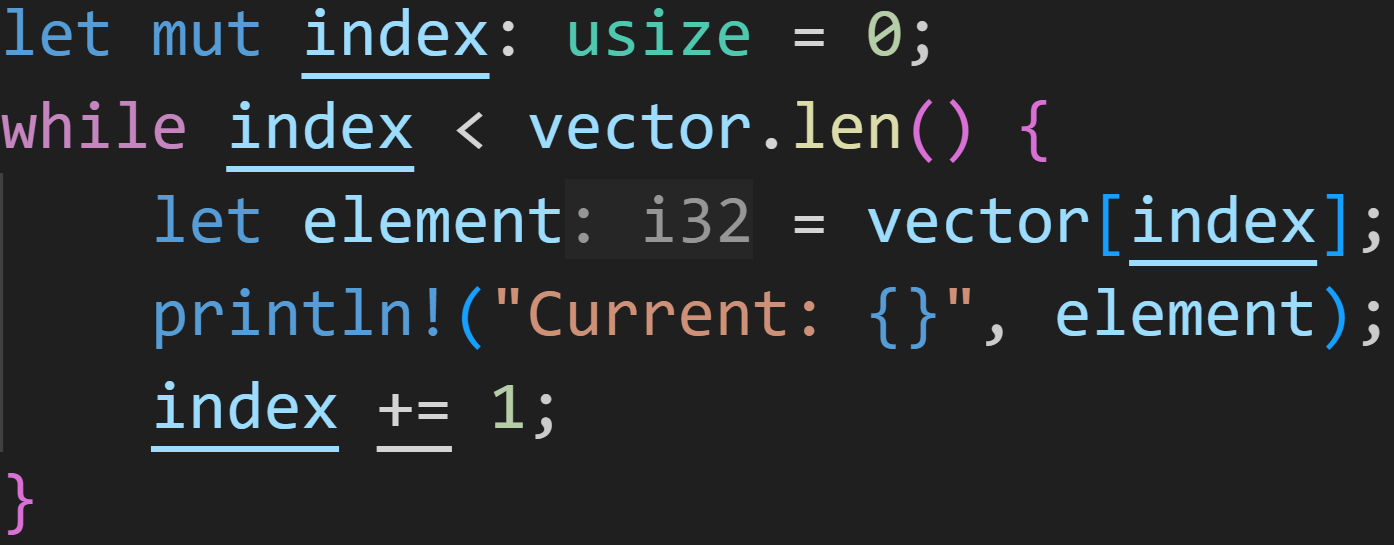 let mut index: usize = 0;
while index < vector.len() {
    let element: i32 = vector[index];
    println!("Current: {}", element);
    index += 1;
}